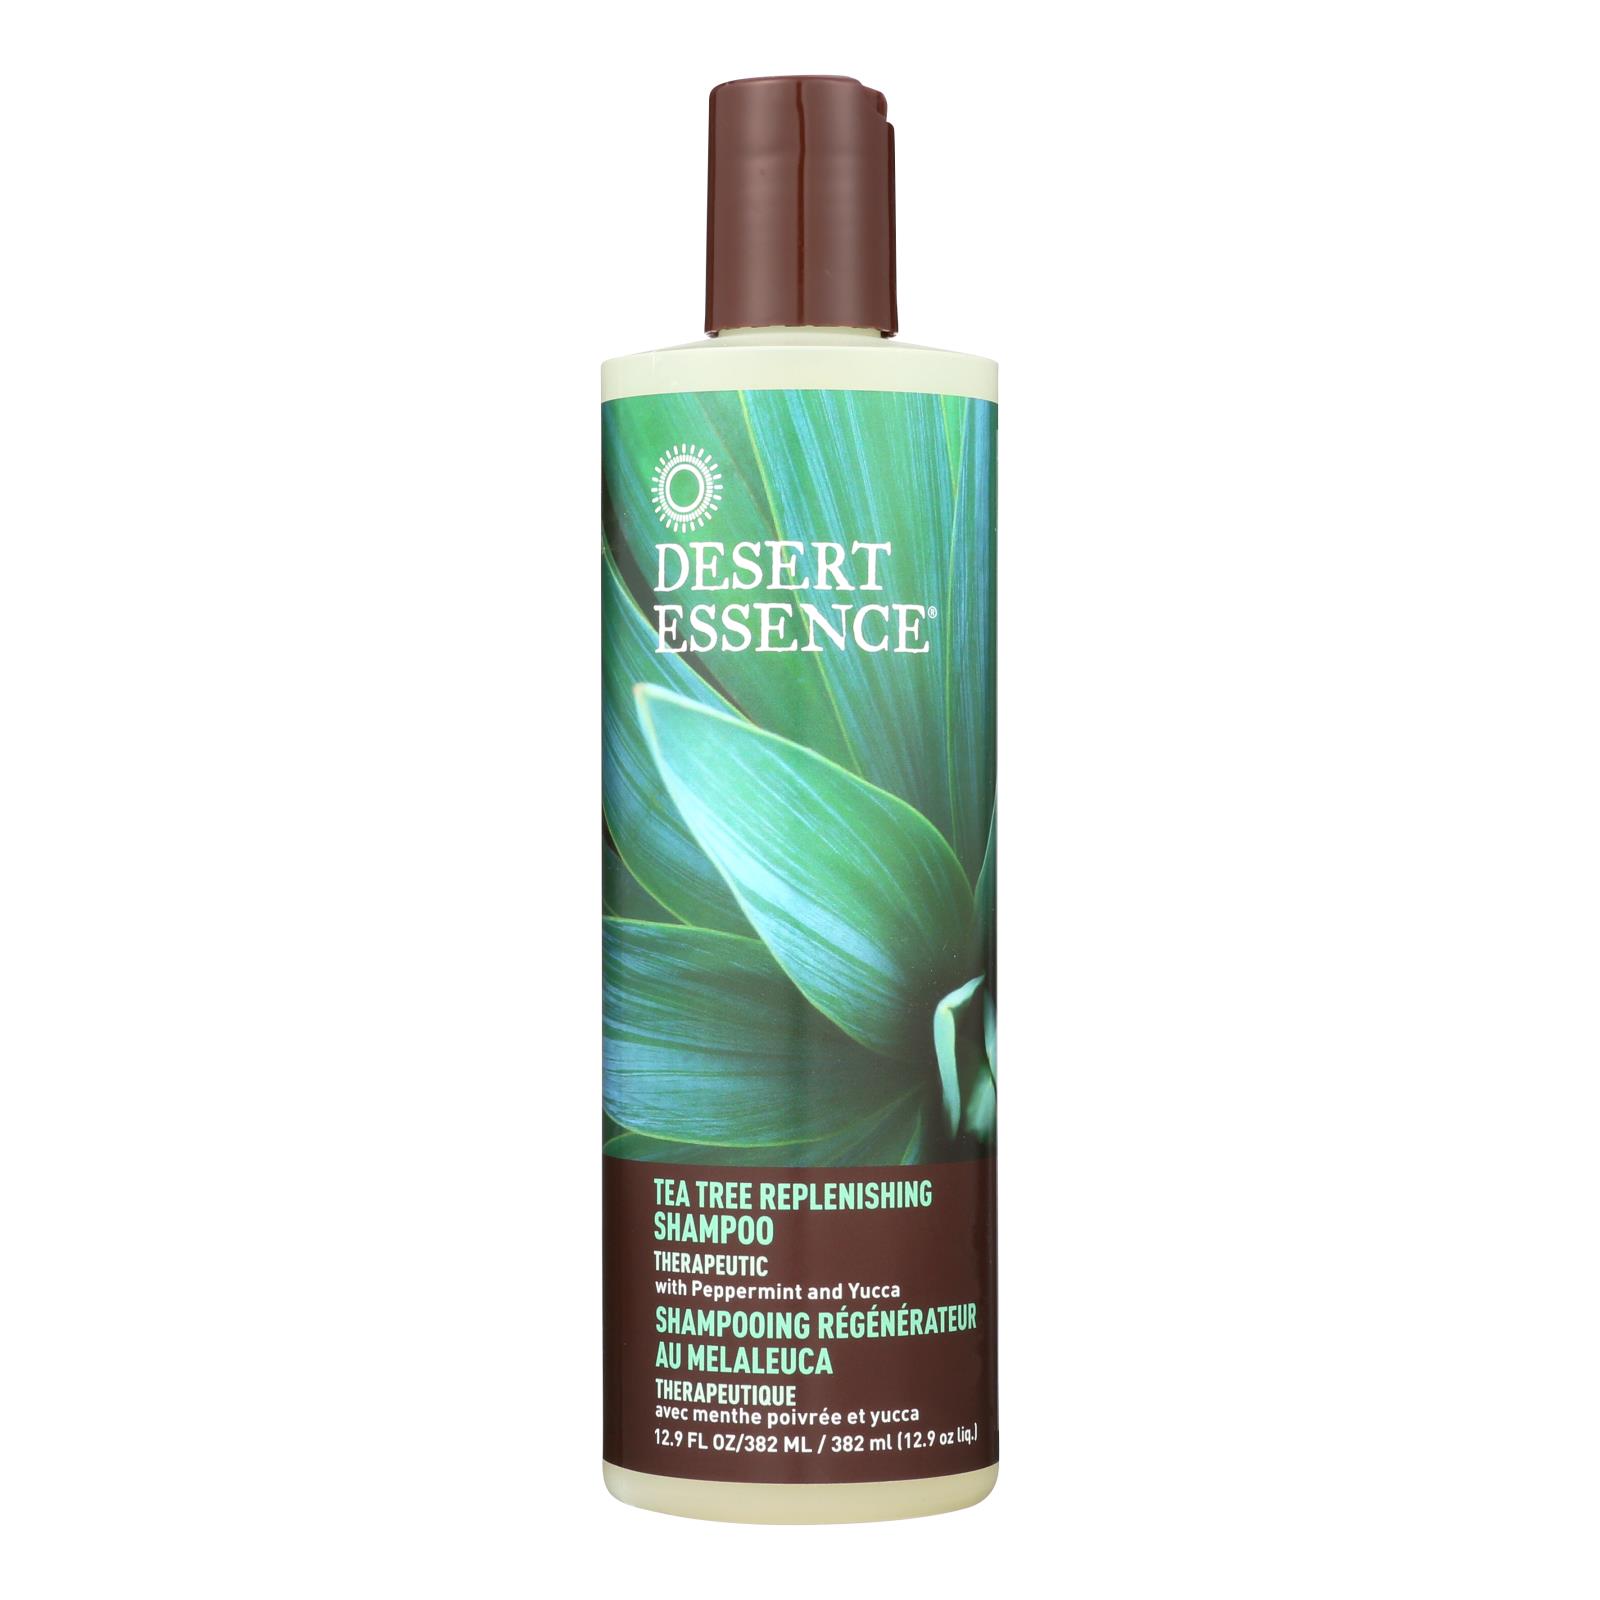 DESERT
ESSENCE®
TEA TREE REPLENISHING
SHAMPOO
THERAPEUTIC
with Peppermint and Yucca
SHAMPOOING RÉGÉNÉRATEUR
AU MELALEUCA
THERAPEUTIQUE
avec menthe poivrée et yucca
12.9 FL OZ/382 ML / 382 ml (12.9 oz liq.)